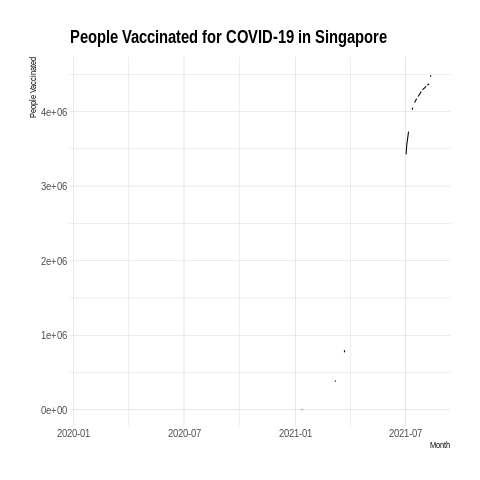 People Vaccinated for COVID-19 in Singapore
People Vaccinated
4e+06
3e+06
2e+06
1e+06
0e+00
2020-01 2020-07 2021-01 2021-07
Month